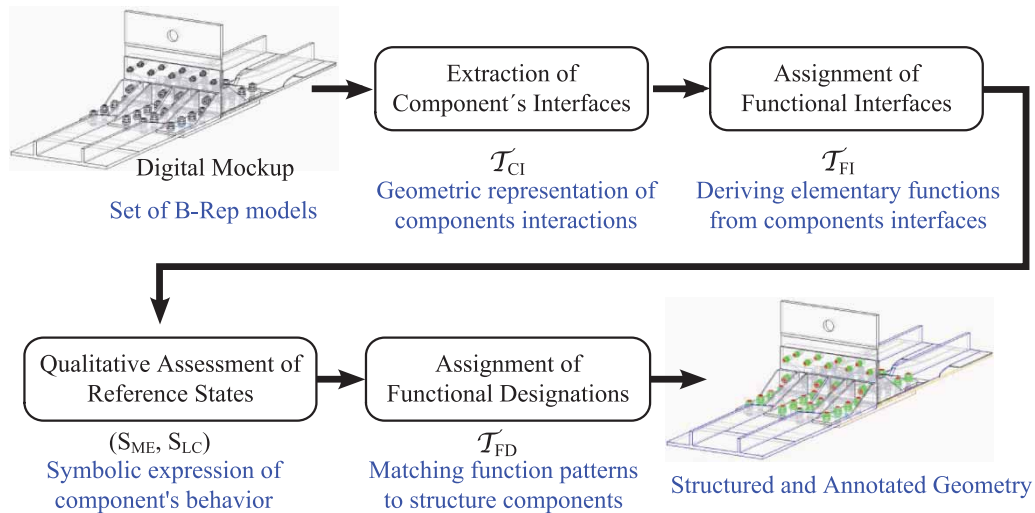 Digital Mockup
Set of B-Rep models
Extraction of
Component´s Interfaces
𝒯CI
Geometric representation of
components interactions
Assignment of
Functional Interfaces
𝒯FI
Deriving elementary functions
from components interfaces
Qualitative Assessment of
Reference States
(SME, SLC)
Symbolic expression of
component's behavior
Assignment of
Functional Designations
𝒯FD
Matching function patterns
to structure components
Structured and Annotated Geometry